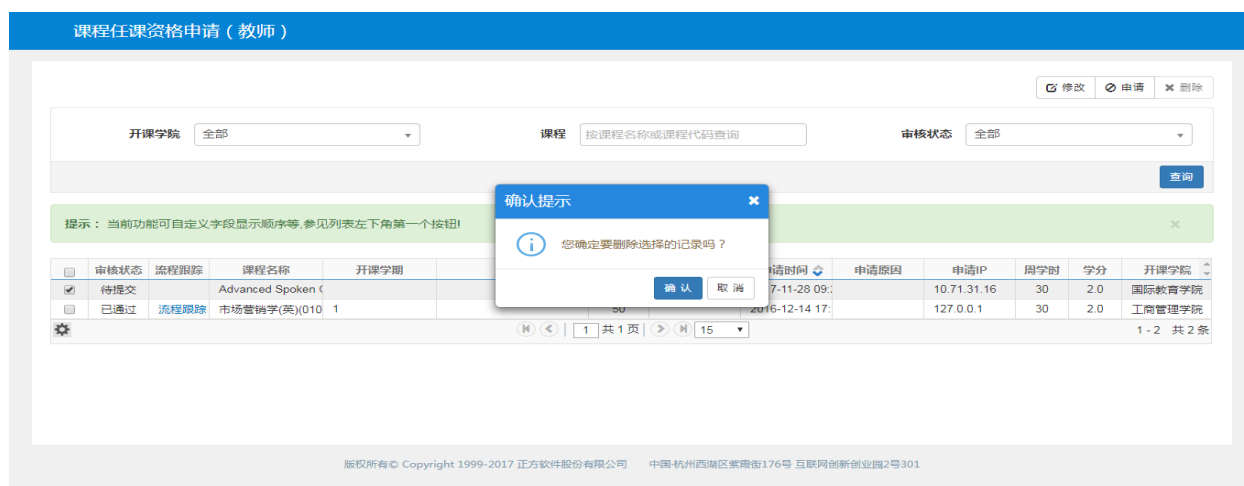 课程任课资格申请（教师）
修改 申请 删除
开课学院 全部 课程 按课程名称或课程代码查询 审核状态 全部
查询
确认提示
提示： 当前功能可自定义字段显示顺序等,参见列表左下角第一个按钮!
您确定要删除选择的记录吗？
确 认 取 消
审核状态 流程跟踪 课程名称 开课学期 请时间 申请原因 申请IP 周学时 学分 开课学院
待提交 Advanced Spoken 7-11-28 09: 10.71.31.16 30 2.0 国际教育学院
已通过 流程跟踪 市场营销学(英)(010 1 50 2016-12-14 17: 127.0.0.1 30 2.0 工商管理学院
1 共 1 页 15 1 - 2 共 2 条
版权所有© Copyright 1999-2017 正方软件股份有限公司 中国·杭州西湖区紫霞街176号 互联网创新创业园2号301